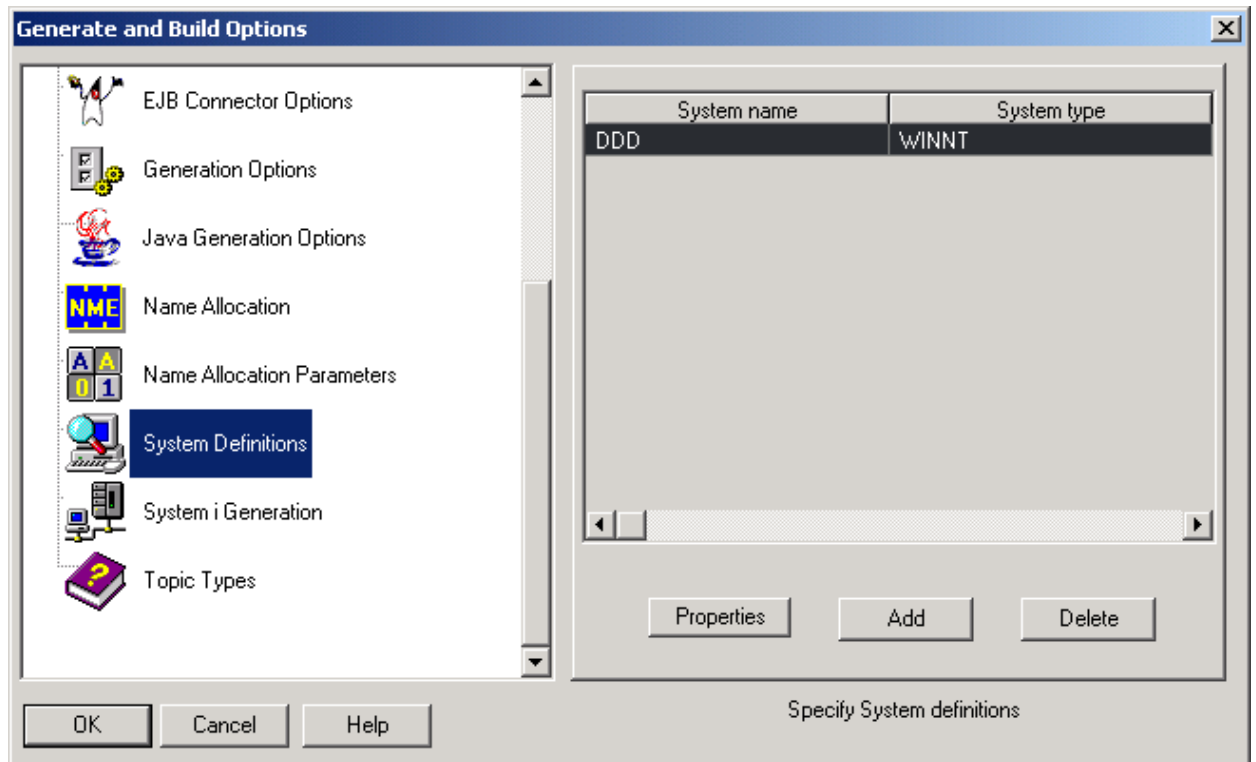 Generate and Build Options
EJB Connector Options
Generation Options
Java Generation Options
NME
Name Allocation
A A
0 1
Name Allocation Parameters
System Definitions
System i Generation
?
Topic Types
System name System type
DDD WINNT
Properties Add Delete
Specify System definitions
OK Cancel Help